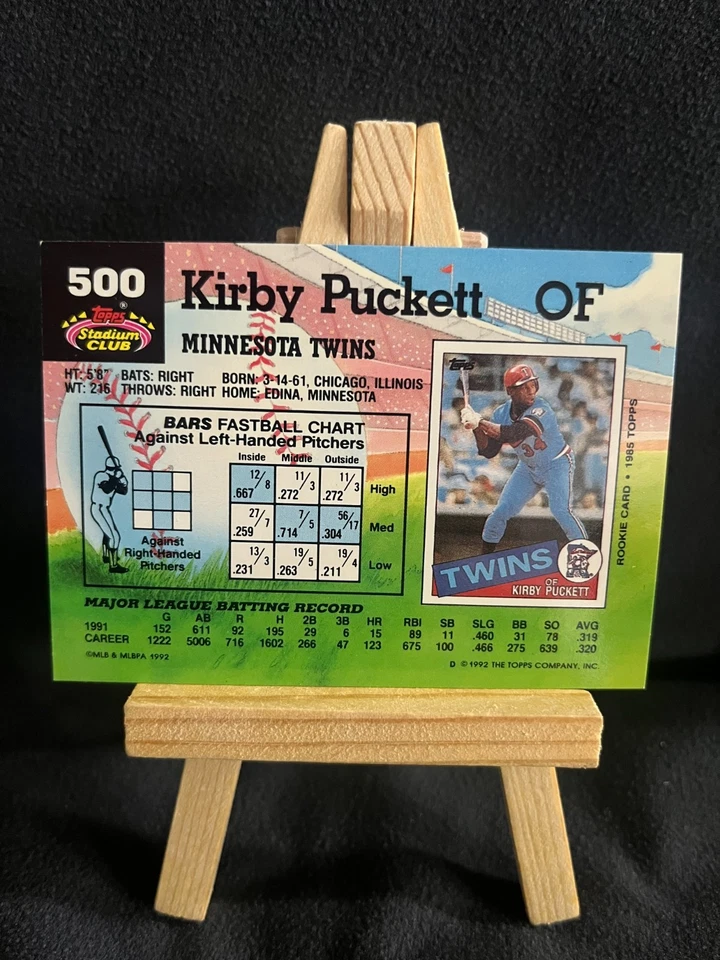 500
Topps®
Stadium
CLUB
Kirby Puckett OF
MINNESOTA TWINS
HT: 5'8" BATS: RIGHT BORN: 3-14-61, CHICAGO, ILLINOIS
WT: 216 THROWS: RIGHT HOME: EDINA, MINNESOTA
BARS FASTBALL CHART
Against Left-Handed Pitchers
Inside Middle Outside
12/8 11/3 11/3 High
.667 .272 .272
27/7 7/5 56/17 Med
.259 .714 .304
13/3 19/5 19/4 Low
.231 .263 .211
Against
Right-Handed
Pitchers
Topps
34
TWINS
OF
KIRBY PUCKETT
ROOKIE CARD • 1985 TOPPS
MAJOR LEAGUE BATTING RECORD
G AB R H 2B 3B HR RBI SB SLG BB SO AVG
1991 152 611 92 195 29 6 15 89 11 .460 31 78 .319
CAREER 1222 5006 716 1602 266 47 123 675 100 .466 275 639 .320
©MLB & MLBPA 1992
D © 1992 THE TOPPS COMPANY, INC.